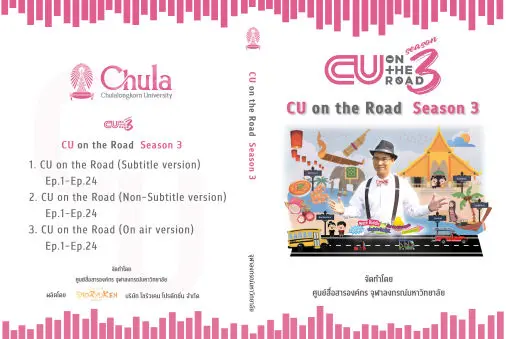 Chula
Chulalongkorn University
CU ON THE ROAD 3
CU on the Road Season 3
1. CU on the Road (Subtitle version)
Ep.1-Ep.24
2. CU on the Road (Non-Subtitle version)
Ep.1-Ep.24
3. CU on the Road (On air version)
Ep.1-Ep.24
จัดทำโดย
ศูนย์สื่อสารองค์กร จุฬาลงกรณ์มหาวิทยาลัย
ผลิตโดย
บริษัท โทริวเคน โปรดักชั่น จำกัด
CU on the Road Season 3
จุฬาลงกรณ์มหาวิทยาลัย
season
CU ON THE ROAD 3
CU on the Road Season 3
จัดทำโดย
ศูนย์สื่อสารองค์กร จุฬาลงกรณ์มหาวิทยาลัย